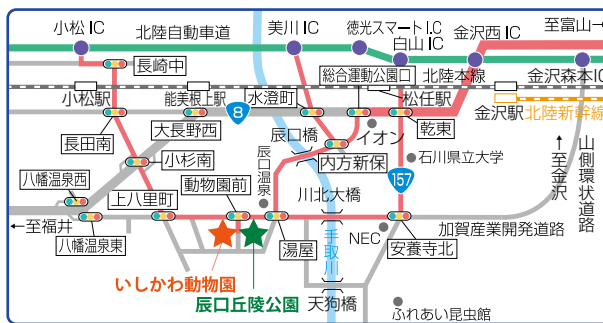 小松 IC
北陸自動車道
美川 IC
徳光スマートI.C
白山 IC
金沢西 IC
至富山→
長崎中
総合運動公園口
北陸本線
金沢森本IC
小松駅
能美根上駅
8
水澄町
松任駅
金沢駅
北陸新幹線
長田南
大長野西
辰口橋
イオン
乾東
←至金沢
山側環状道路
小杉南
内方新保
石川県立大学
八幡温泉西
上八里町
動物園前
辰口温泉
川北大橋
157
←至福井
八幡温泉東
湯屋
手取川
NEC
安養寺北
加賀産業開発道路
いしかわ動物園
辰口丘陵公園
天狗橋
ふれあい昆虫館